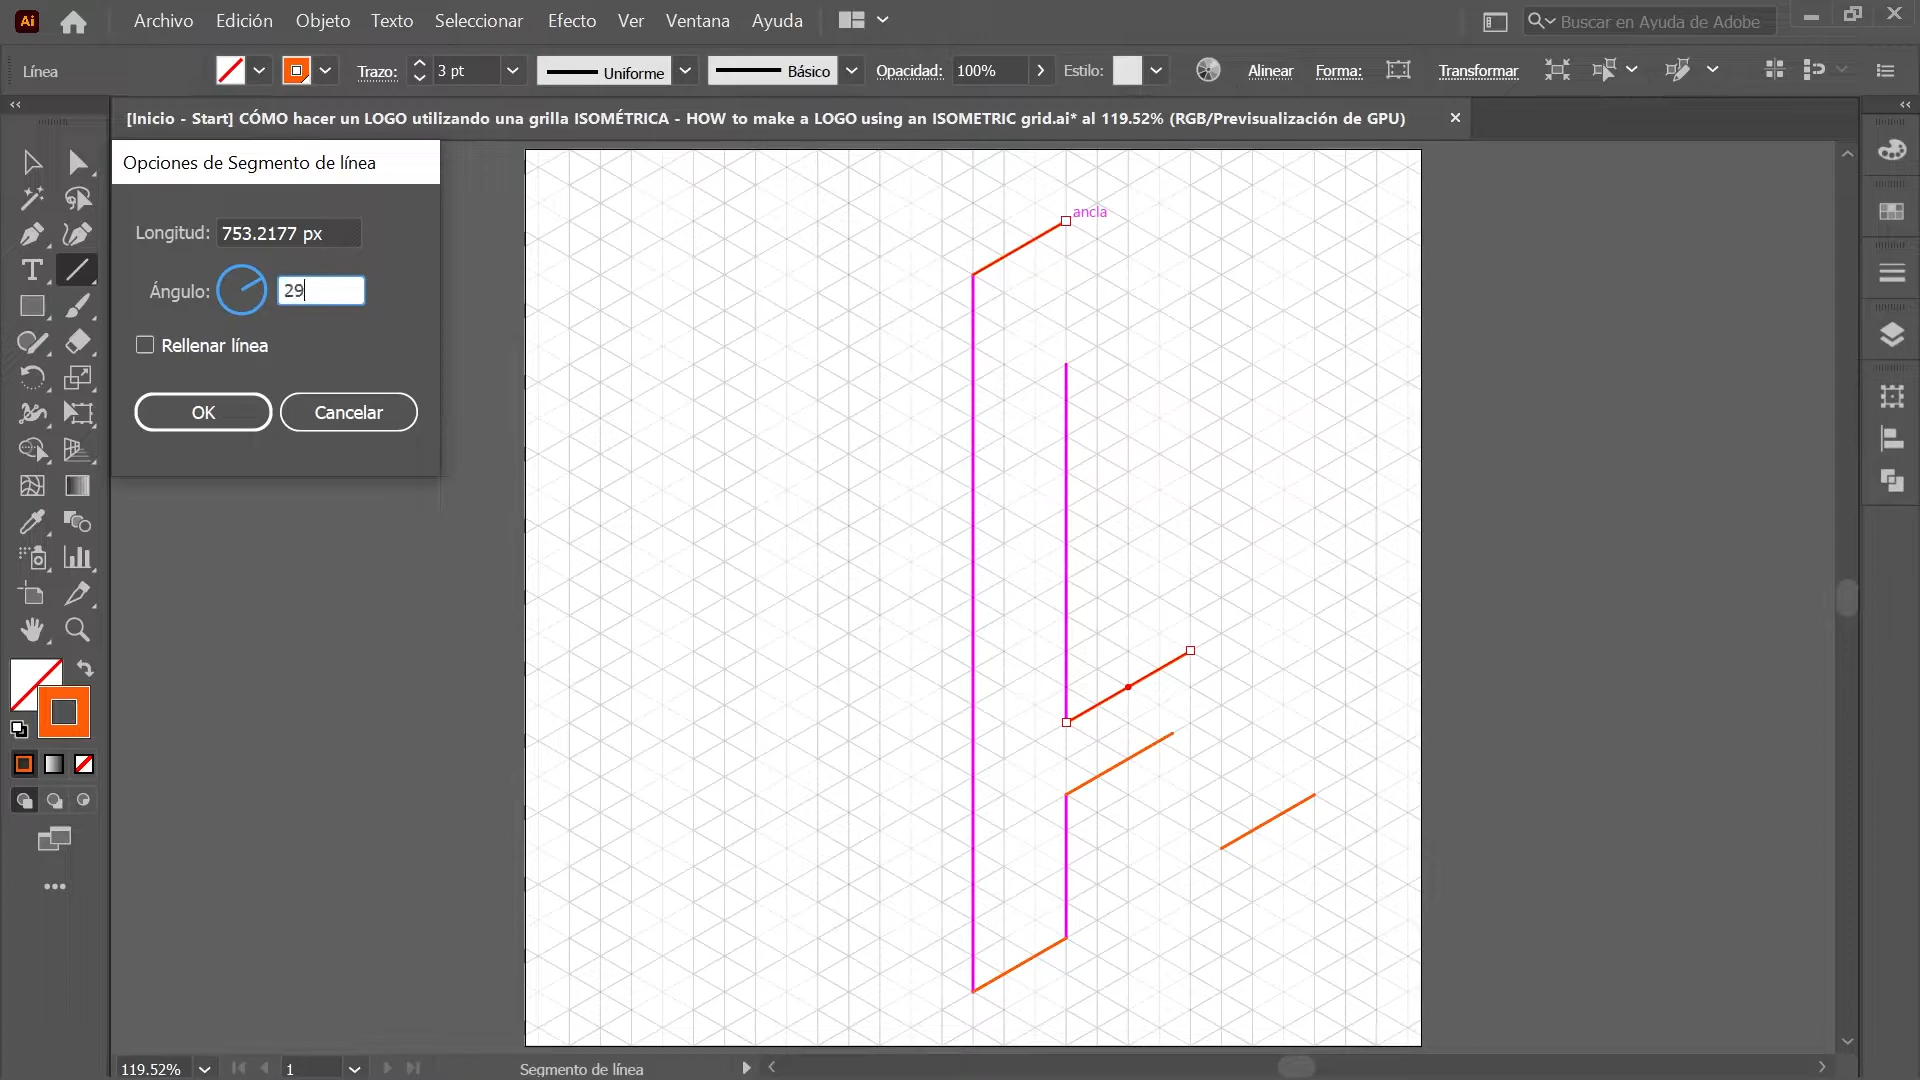 Ai Archivo Edición Objeto Texto Seleccionar Efecto Ver Ventana Ayuda Buscar en Ayuda de Adobe
Línea Trazo: 3 pt Uniforme Básico Opacidad: 100% Estilo: Alinear Forma: Transformar
[Inicio - Start] CÓMO hacer un LOGO utilizando una grilla ISOMÉTRICA - HOW to make a LOGO using an ISOMETRIC grid.ai* al 119.52% (RGB/Previsualización de GPU)
Opciones de Segmento de línea
Longitud: 753.2177 px
Ángulo: 29
Rellenar línea
OK Cancelar
ancla
119.52% 1 Segmento de línea